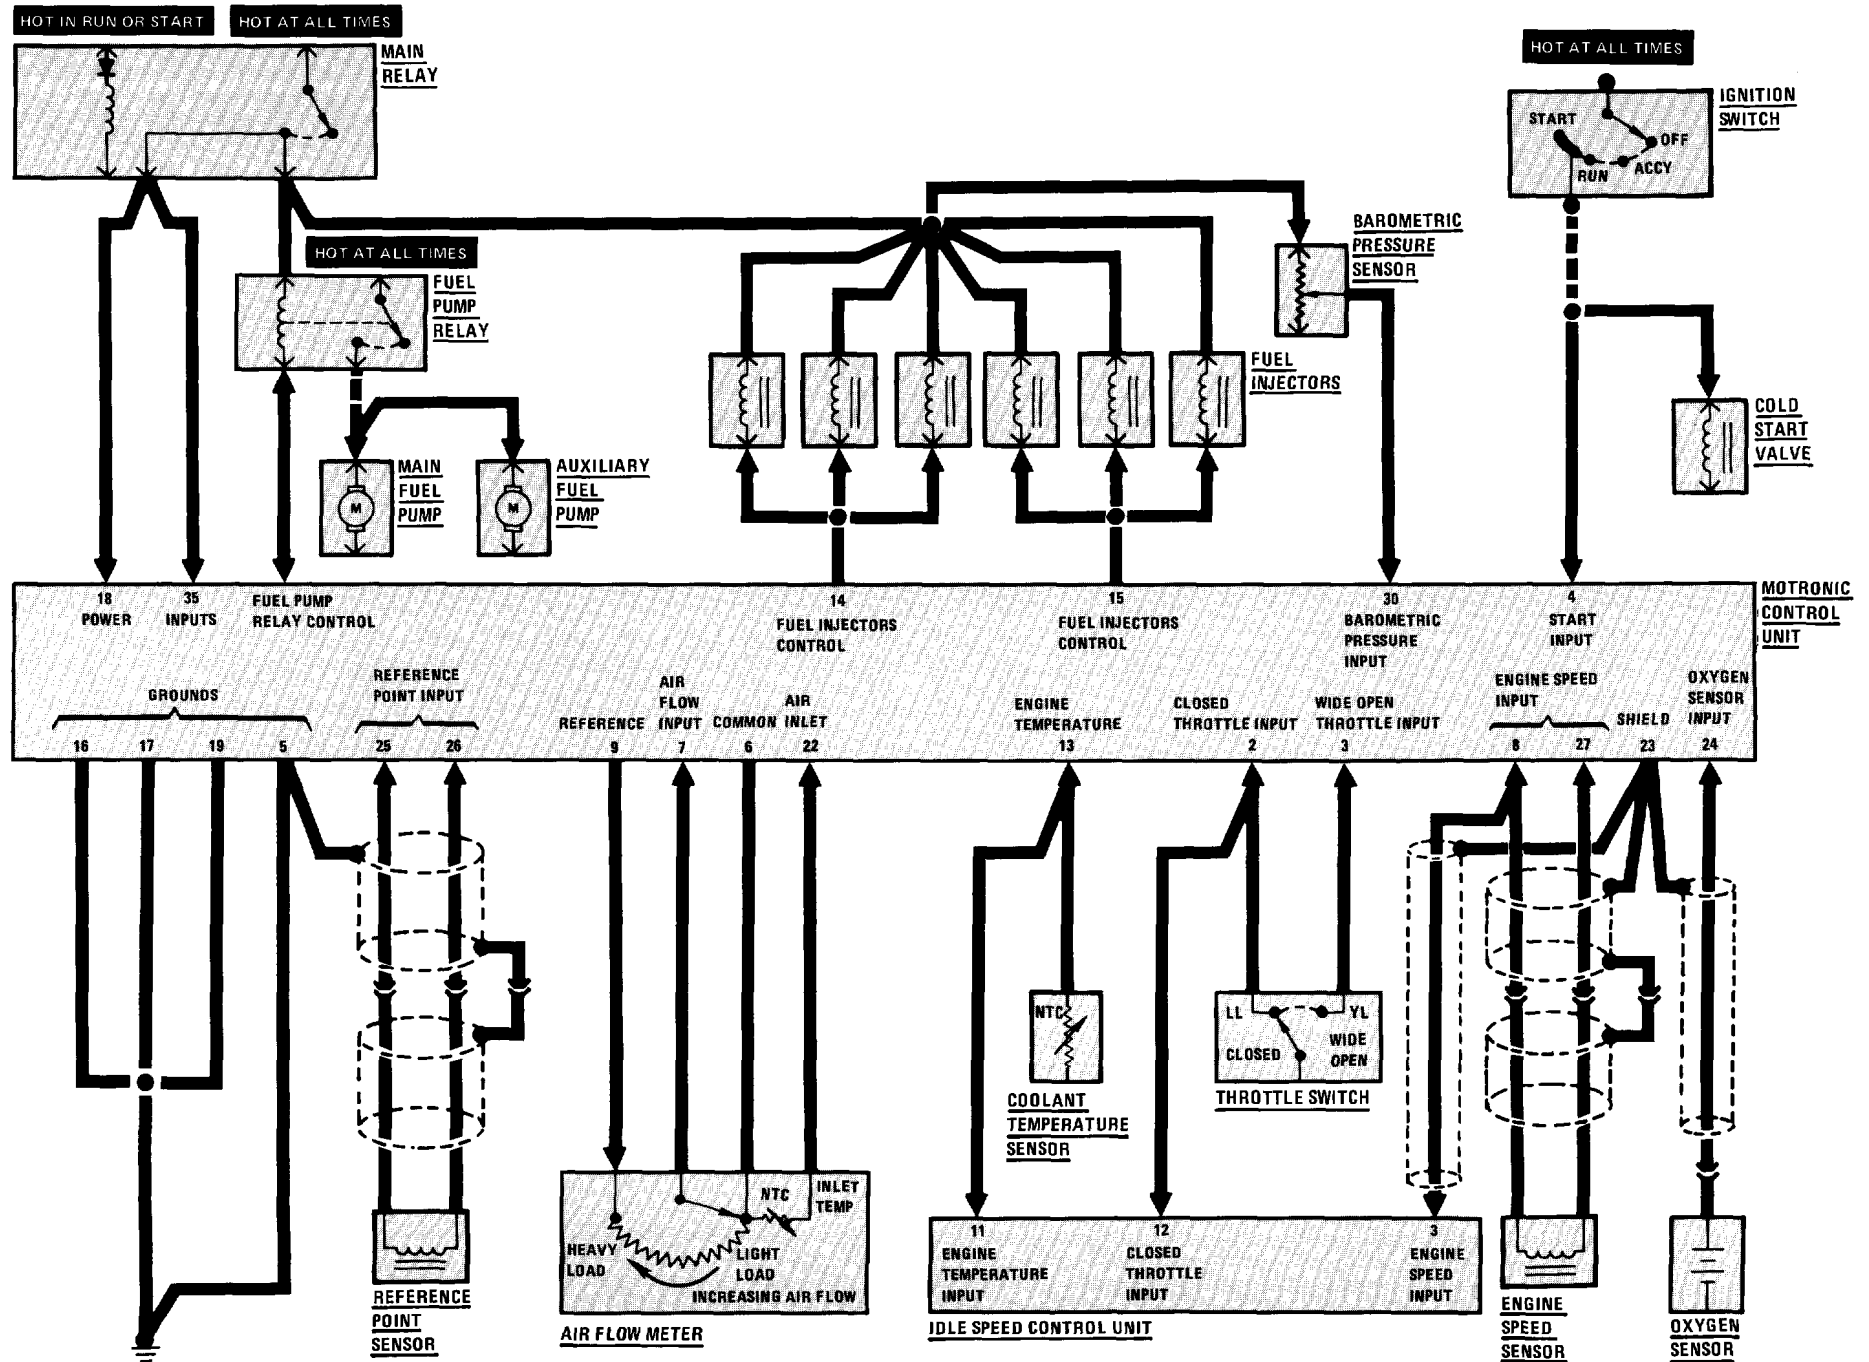 HOT IN RUN OR START
HOT AT ALL TIMES
MAIN
RELAY
HOT AT ALL TIMES
IGNITION
SWITCH
START
OFF
ACCY
RUN
HOT AT ALL TIMES
FUEL
PUMP
RELAY
BAROMETRIC
PRESSURE
SENSOR
FUEL
INJECTORS
COLD
START
VALVE
MAIN
FUEL
PUMP
M
AUXILIARY
FUEL
PUMP
M
MOTRONIC
CONTROL
UNIT
18
POWER
35
INPUTS
FUEL PUMP
RELAY CONTROL
14
FUEL INJECTORS
CONTROL
15
FUEL INJECTORS
CONTROL
30
BAROMETRIC
PRESSURE
INPUT
4
START
INPUT
GROUNDS
16
17
19
5
REFERENCE
POINT INPUT
25
26
REFERENCE
9
AIR
FLOW
INPUT
7
COMMON
6
AIR
INLET
22
ENGINE
TEMPERATURE
13
CLOSED
THROTTLE INPUT
2
WIDE OPEN
THROTTLE INPUT
3
ENGINE SPEED
INPUT
8
27
SHIELD
23
OXYGEN
SENSOR
INPUT
24
NTC
COOLANT
TEMPERATURE
SENSOR
LL
YL
CLOSED
WIDE
OPEN
THROTTLE SWITCH
REFERENCE
POINT
SENSOR
NTC
INLET
TEMP
HEAVY
LOAD
LIGHT
LOAD
INCREASING AIR FLOW
AIR FLOW METER
11
ENGINE
TEMPERATURE
INPUT
12
CLOSED
THROTTLE
INPUT
3
ENGINE
SPEED
INPUT
IDLE SPEED CONTROL UNIT
ENGINE
SPEED
SENSOR
OXYGEN
SENSOR